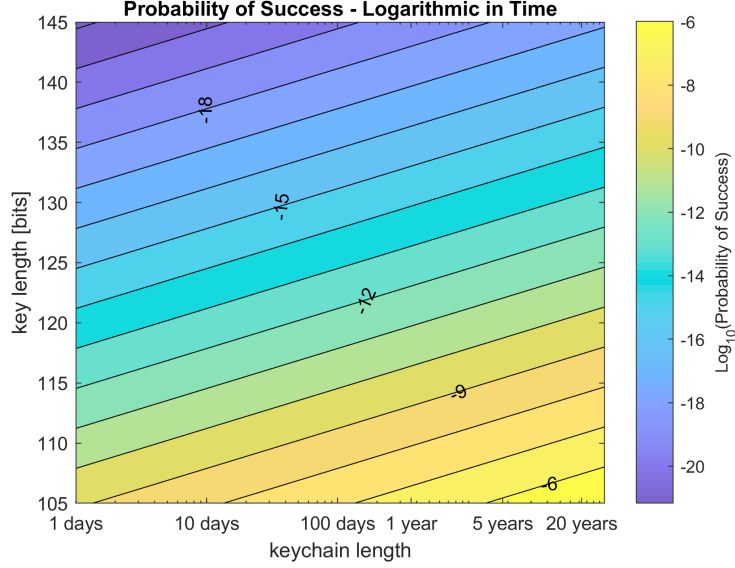 Probability of Success - Logarithmic in Time
145
140
135
130
125
120
115
110
105
key length [bits]
-18
-15
-12
-9
-6
1 days
10 days
100 days
1 year
5 years
20 years
keychain length
-6
-8
-10
-12
-14
-16
-18
-20
Log10(Probability of Success)